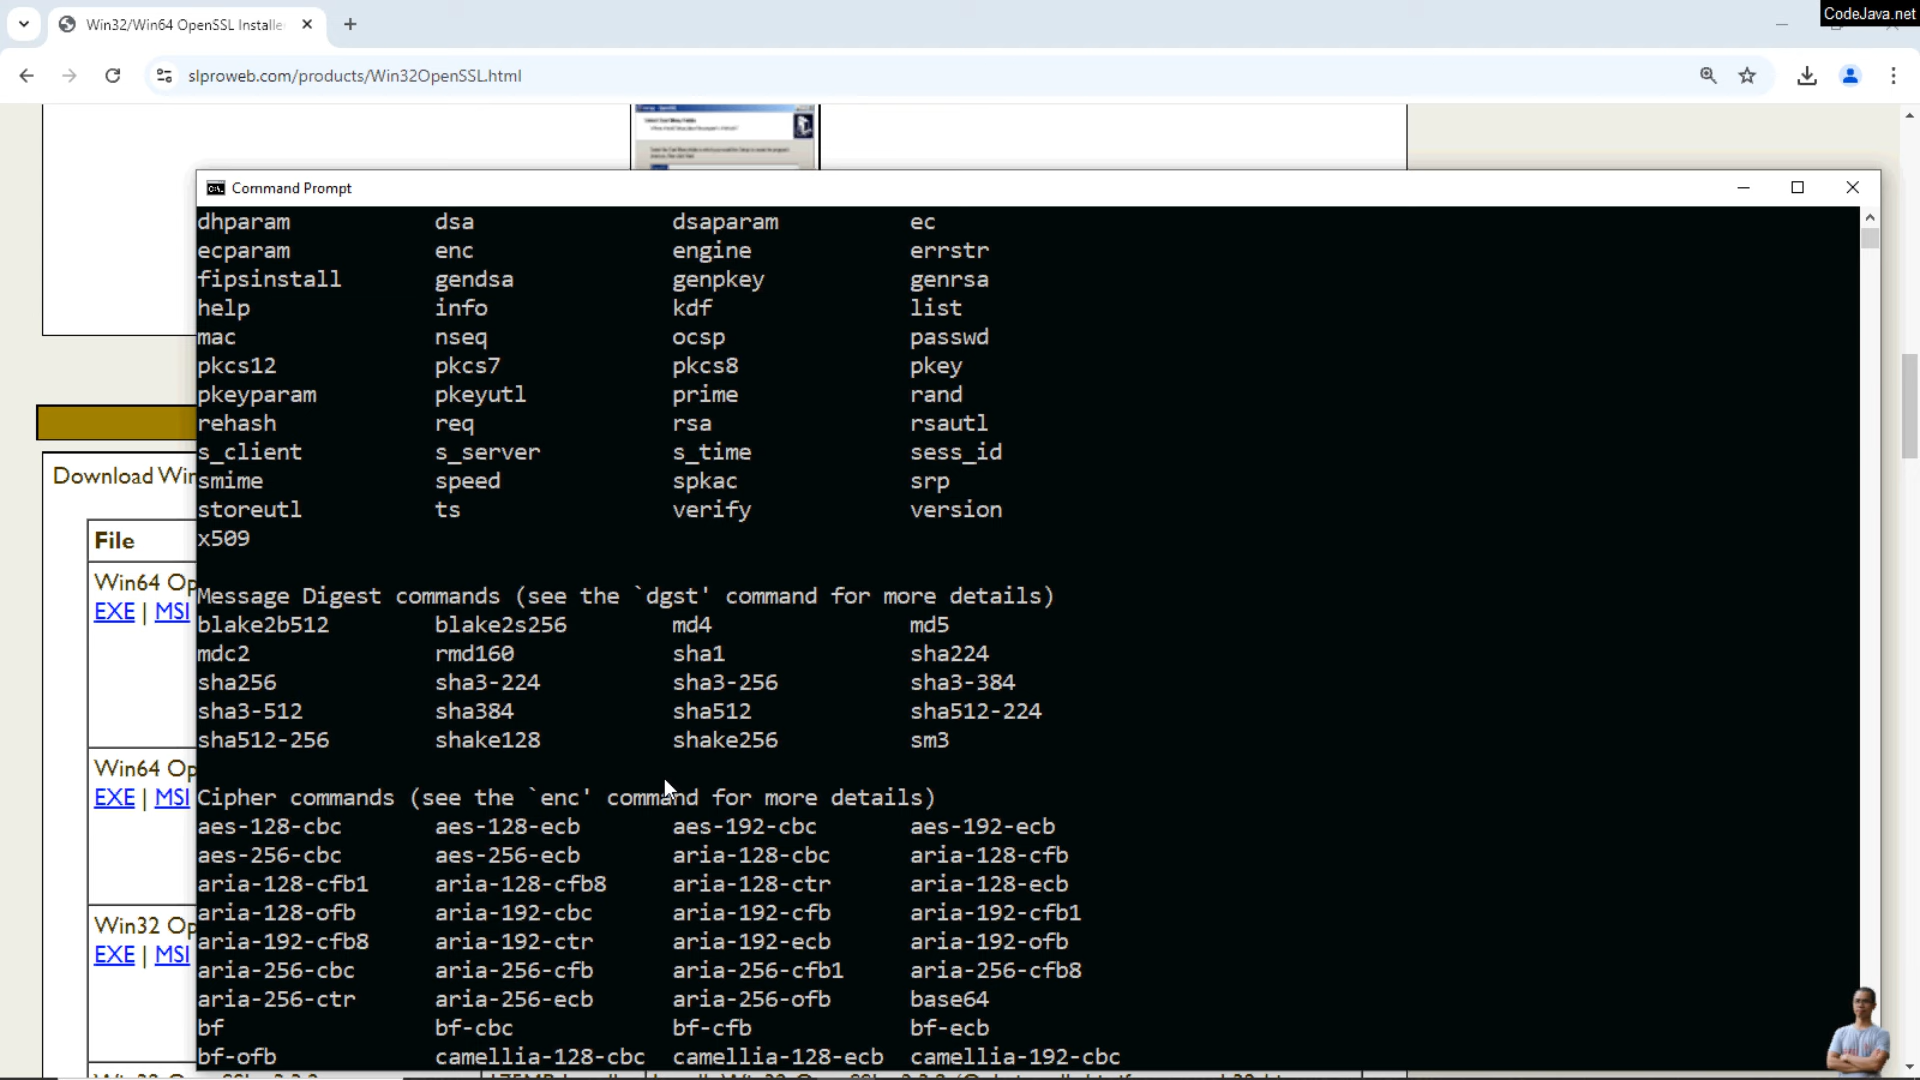 CodeJava.net
Win32/Win64 OpenSSL Installe
slproweb.com/products/Win32OpenSSL.html
Command Prompt
dhparam dsa dsaparam ec
ecparam enc engine errstr
fipsinstall gendsa genpkey genrsa
help info kdf list
mac nseq ocsp passwd
pkcs12 pkcs7 pkcs8 pkey
pkeyparam pkeyutl prime rand
rehash req rsa rsautl
s_client s_server s_time sess_id
smime speed spkac srp
storeutl ts verify version
x509
Message Digest commands (see the `dgst' command for more details)
blake2b512 blake2s256 md4 md5
mdc2 rmd160 sha1 sha224
sha256 sha3-224 sha3-256 sha3-384
sha3-512 sha384 sha512 sha512-224
sha512-256 shake128 shake256 sm3
Cipher commands (see the `enc' command for more details)
aes-128-cbc aes-128-ecb aes-192-cbc aes-192-ecb
aes-256-cbc aes-256-ecb aria-128-cbc aria-128-cfb
aria-128-cfb1 aria-128-cfb8 aria-128-ctr aria-128-ecb
aria-128-ofb aria-192-cbc aria-192-cfb aria-192-cfb1
aria-192-cfb8 aria-192-ctr aria-192-ecb aria-192-ofb
aria-256-cbc aria-256-cfb aria-256-cfb1 aria-256-cfb8
aria-256-ctr aria-256-ecb aria-256-ofb base64
bf bf-cbc bf-cfb bf-ecb
bf-ofb camellia-128-cbc camellia-128-ecb camellia-192-cbc
Download Win
File
Win64 Op
EXE | MSI
Win64 Op
EXE | MSI
Win32 Op
EXE | MSI